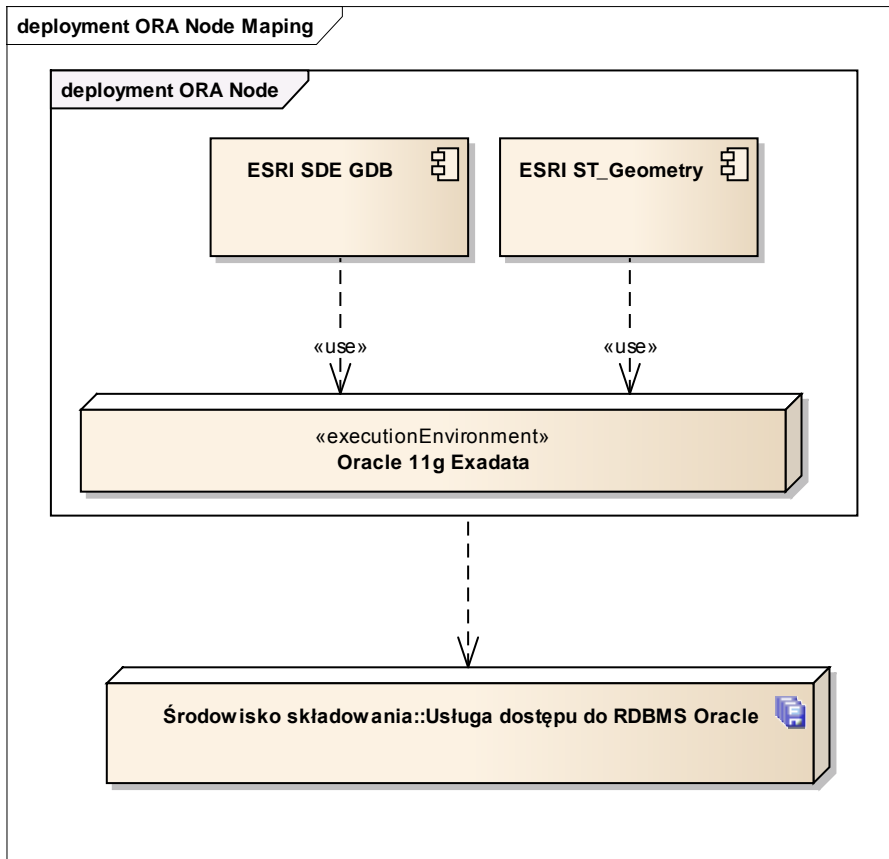 deployment ORA Node Maping
deployment ORA Node
ESRI SDE GDB
ESRI ST_Geometry
«use»
«use»
«executionEnvironment»
Oracle 11g Exadata
Środowisko składowania::Usługa dostępu do RDBMS Oracle